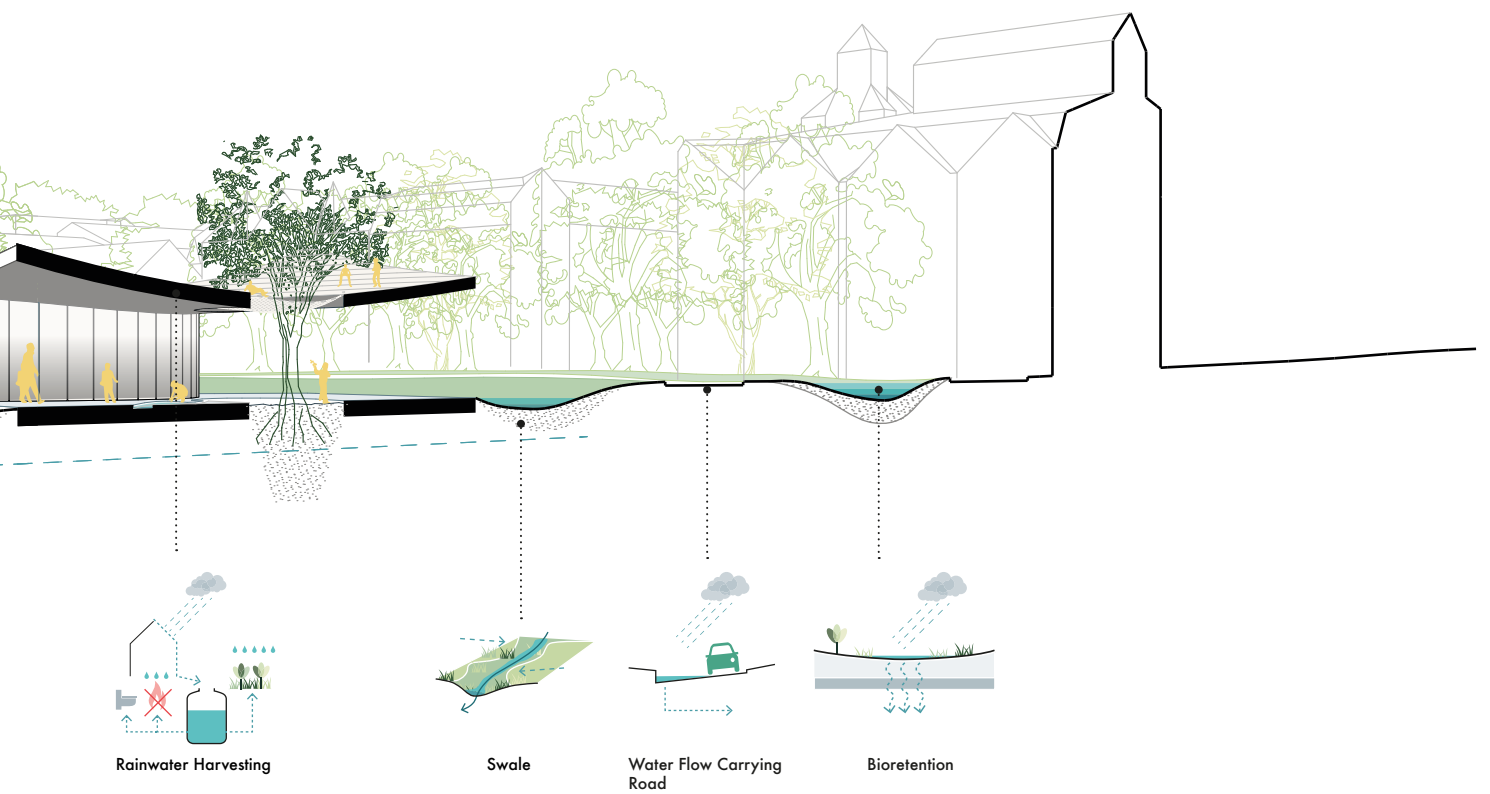 Rainwater Harvesting
Swale
Water Flow Carrying
Road
Bioretention